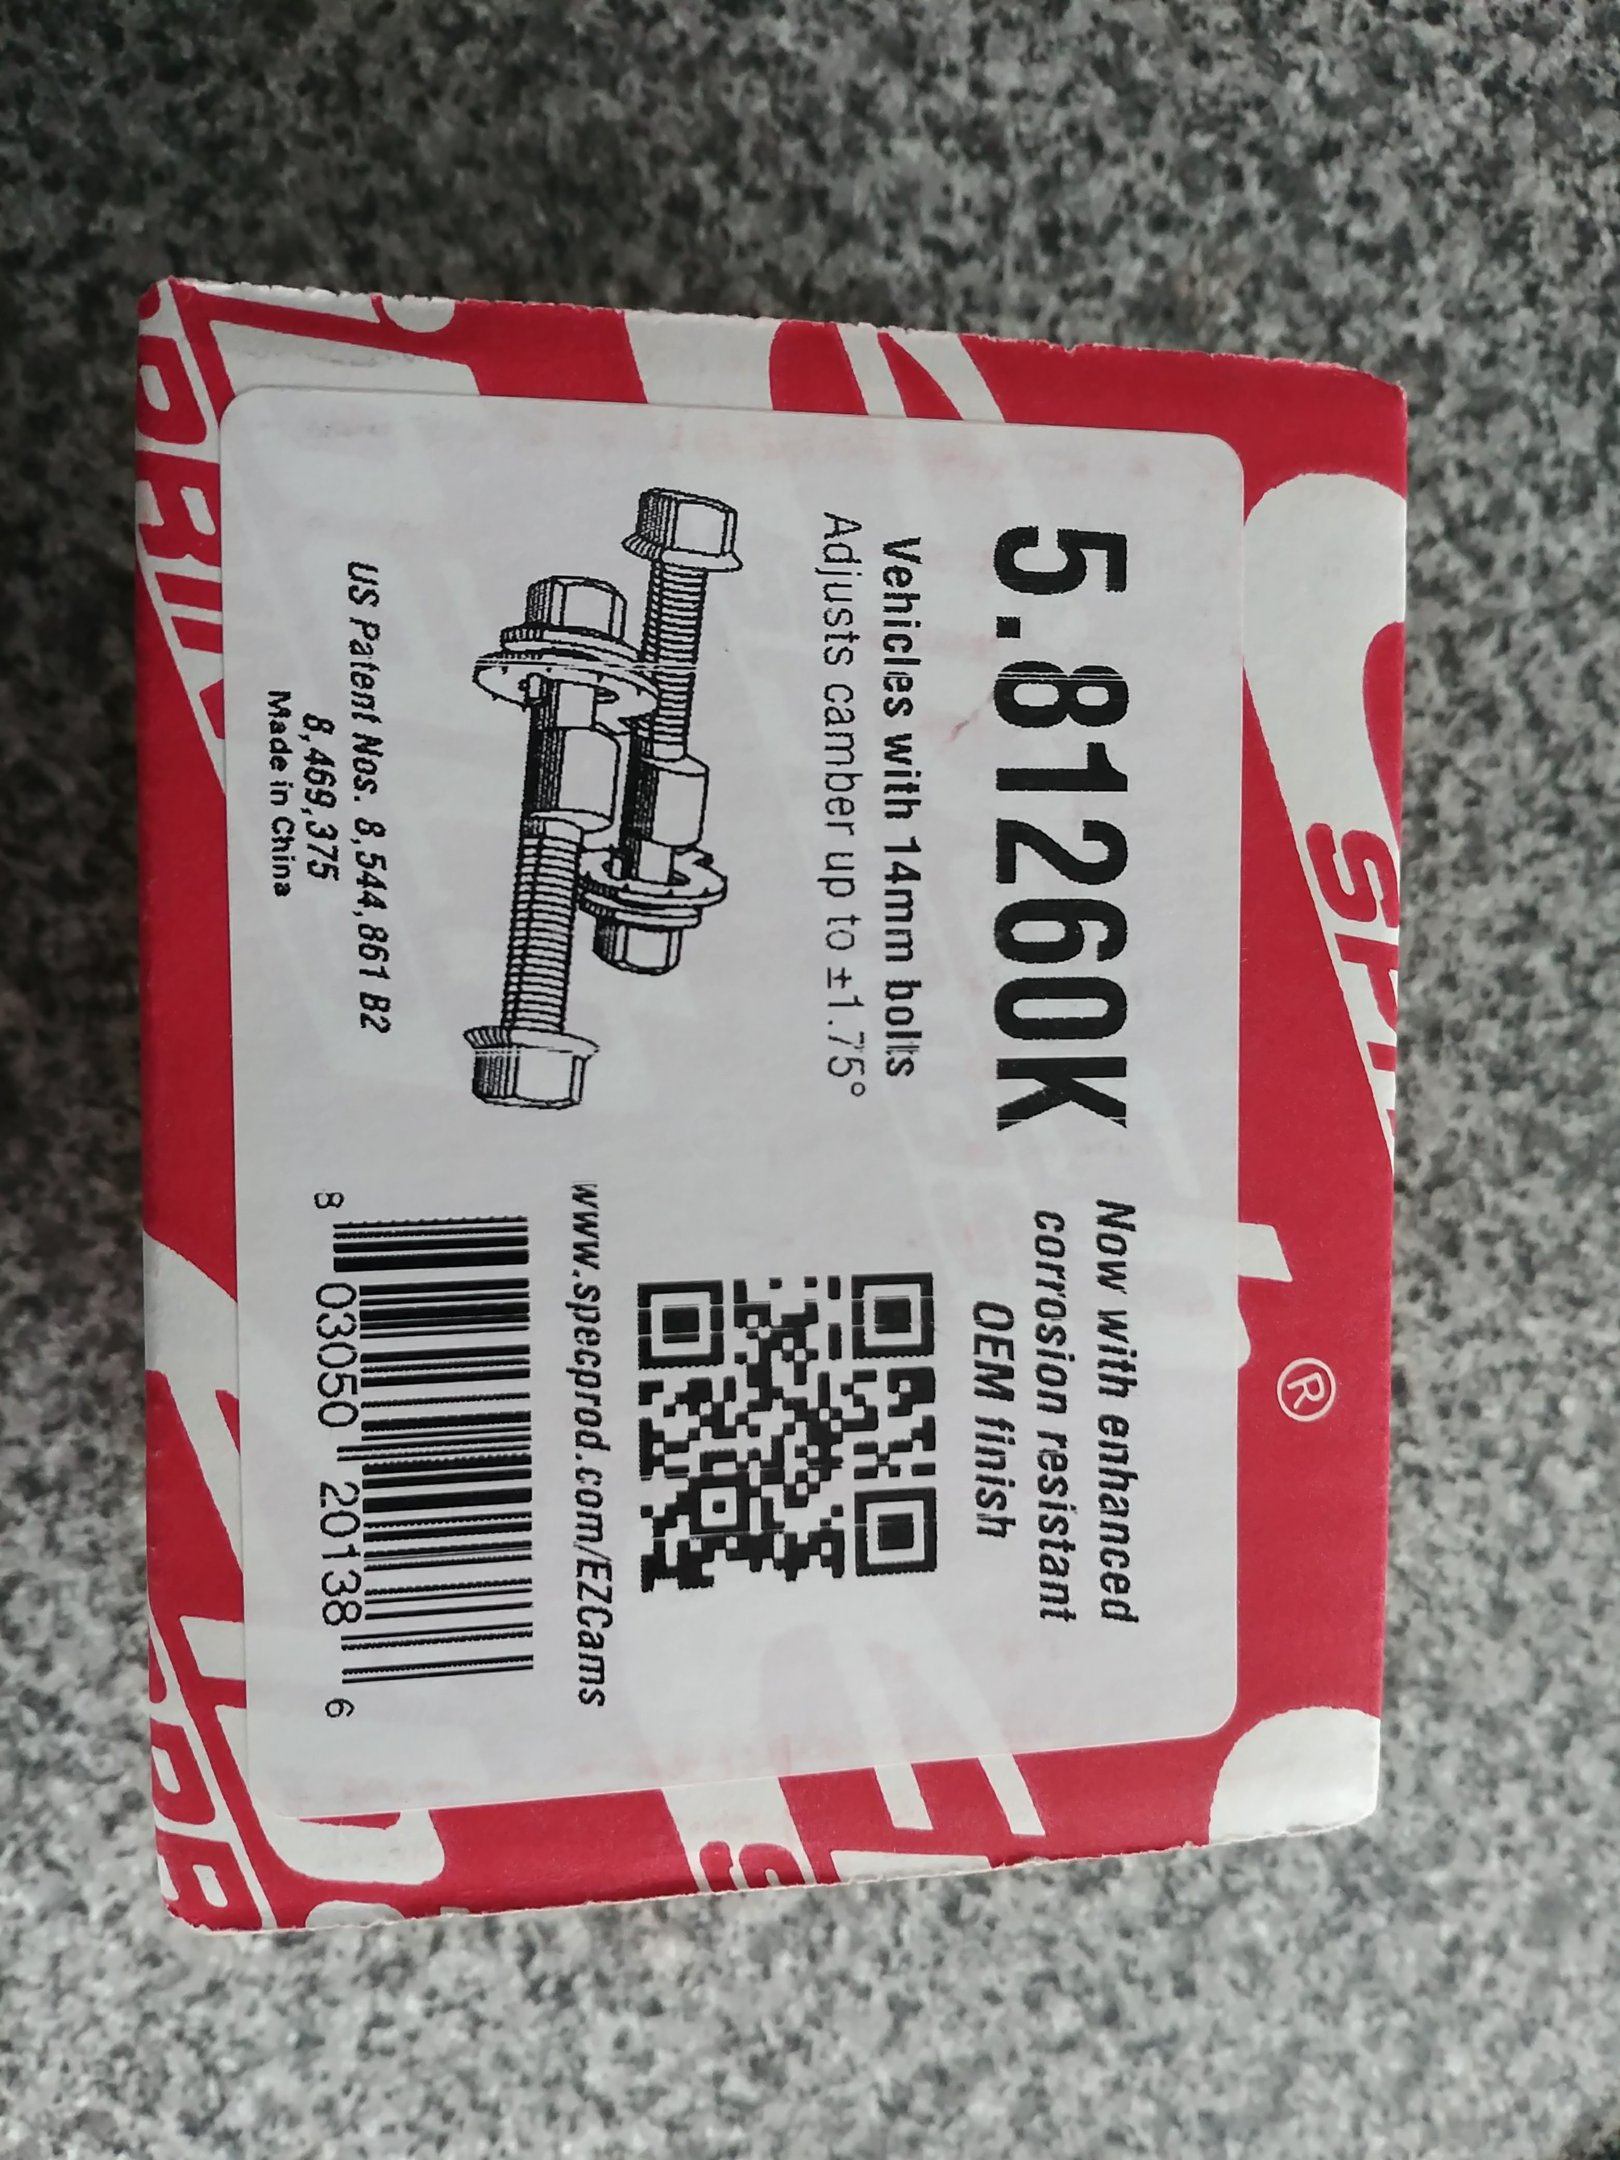 5.81260K
Vehicles with 14mm bolts
Adjusts camber up to ±1.75°
US Patent Nos. 8,544,861 B2
8,469,375
Made in China
Now with enhanced
corrosion resistant
OEM finish
www.specprod.com/EZCams
8 03050 20138 6
®